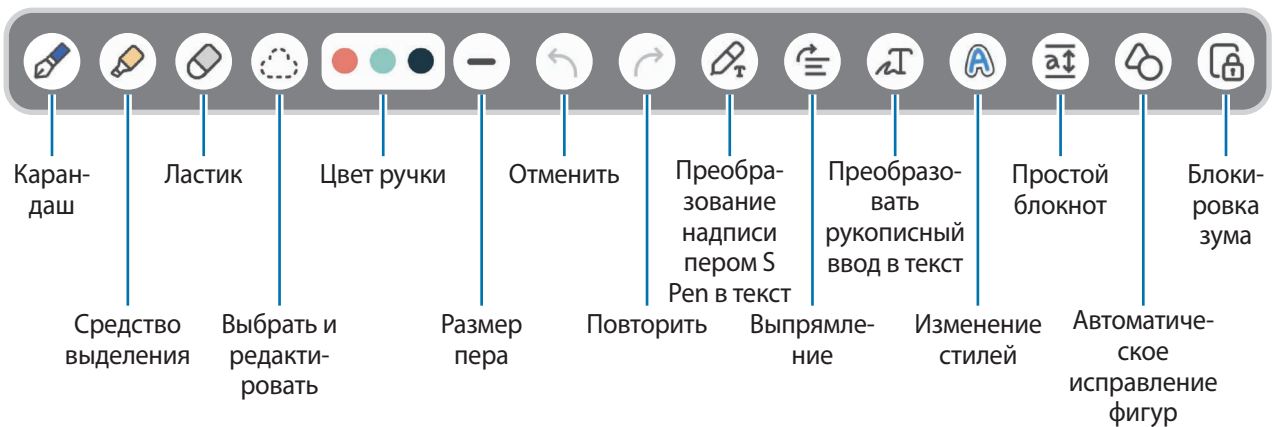 Каран-
даш
Ластик
Цвет ручки
Отменить
Преобра-
зование
надписи
пером S
Pen в текст
Преобразо-
вать
рукописный
ввод в текст
Простой
блокнот
Блоки-
ровка
зума
Средство
выделения
Выбрать и
редакти-
ровать
Размер
пера
Повторить
Выпрямле-
ние
Изменение
стилей
Автоматиче-
ское
исправление
фигур